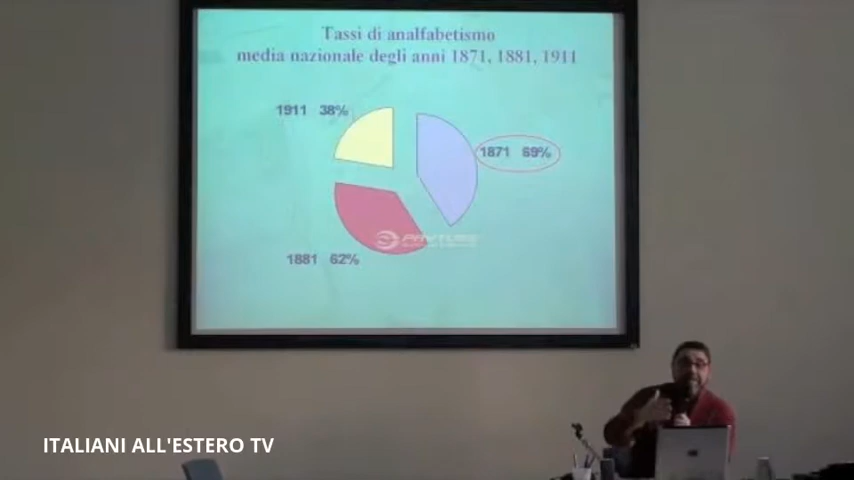 Tassi di analfabetismo
media nazionale degli anni 1871, 1881, 1911
1911 38%
1871 69%
1881 62%
ITALIANI ALL'ESTERO TV